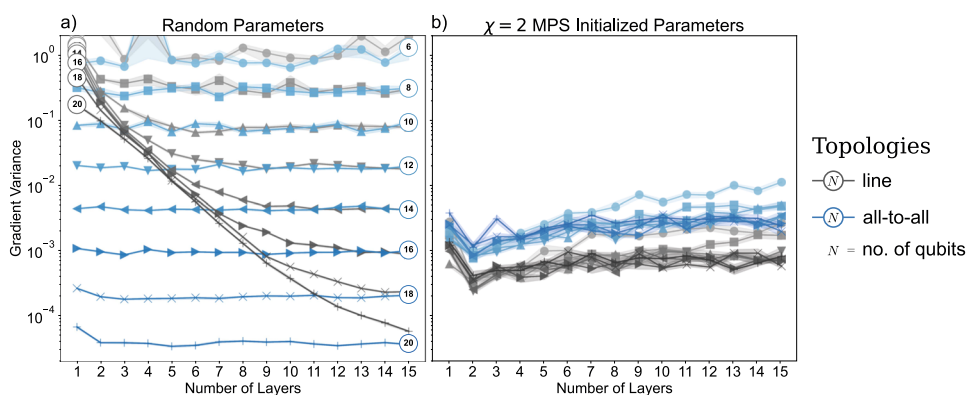 a) Random Parameters
b) χ = 2 MPS Initialized Parameters
Gradient Variance
10^0
10^-1
10^-2
10^-3
10^-4
14
16
18
20
6
8
10
12
14
16
18
20
1 2 3 4 5 6 7 8 9 10 11 12 13 14 15
Number of Layers
1 2 3 4 5 6 7 8 9 10 11 12 13 14 15
Number of Layers
Topologies
N line
N all-to-all
N = no. of qubits